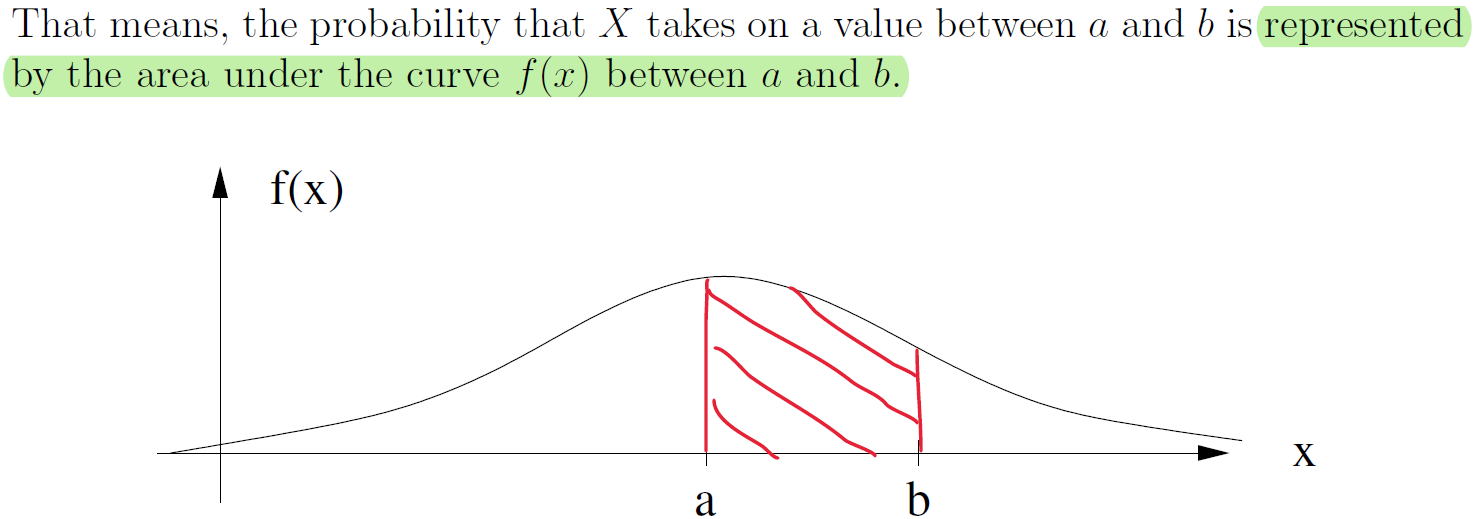 That means, the probability that X takes on a value between a and b is represented
by the area under the curve f(x) between a and b.
f(x)
x
a b